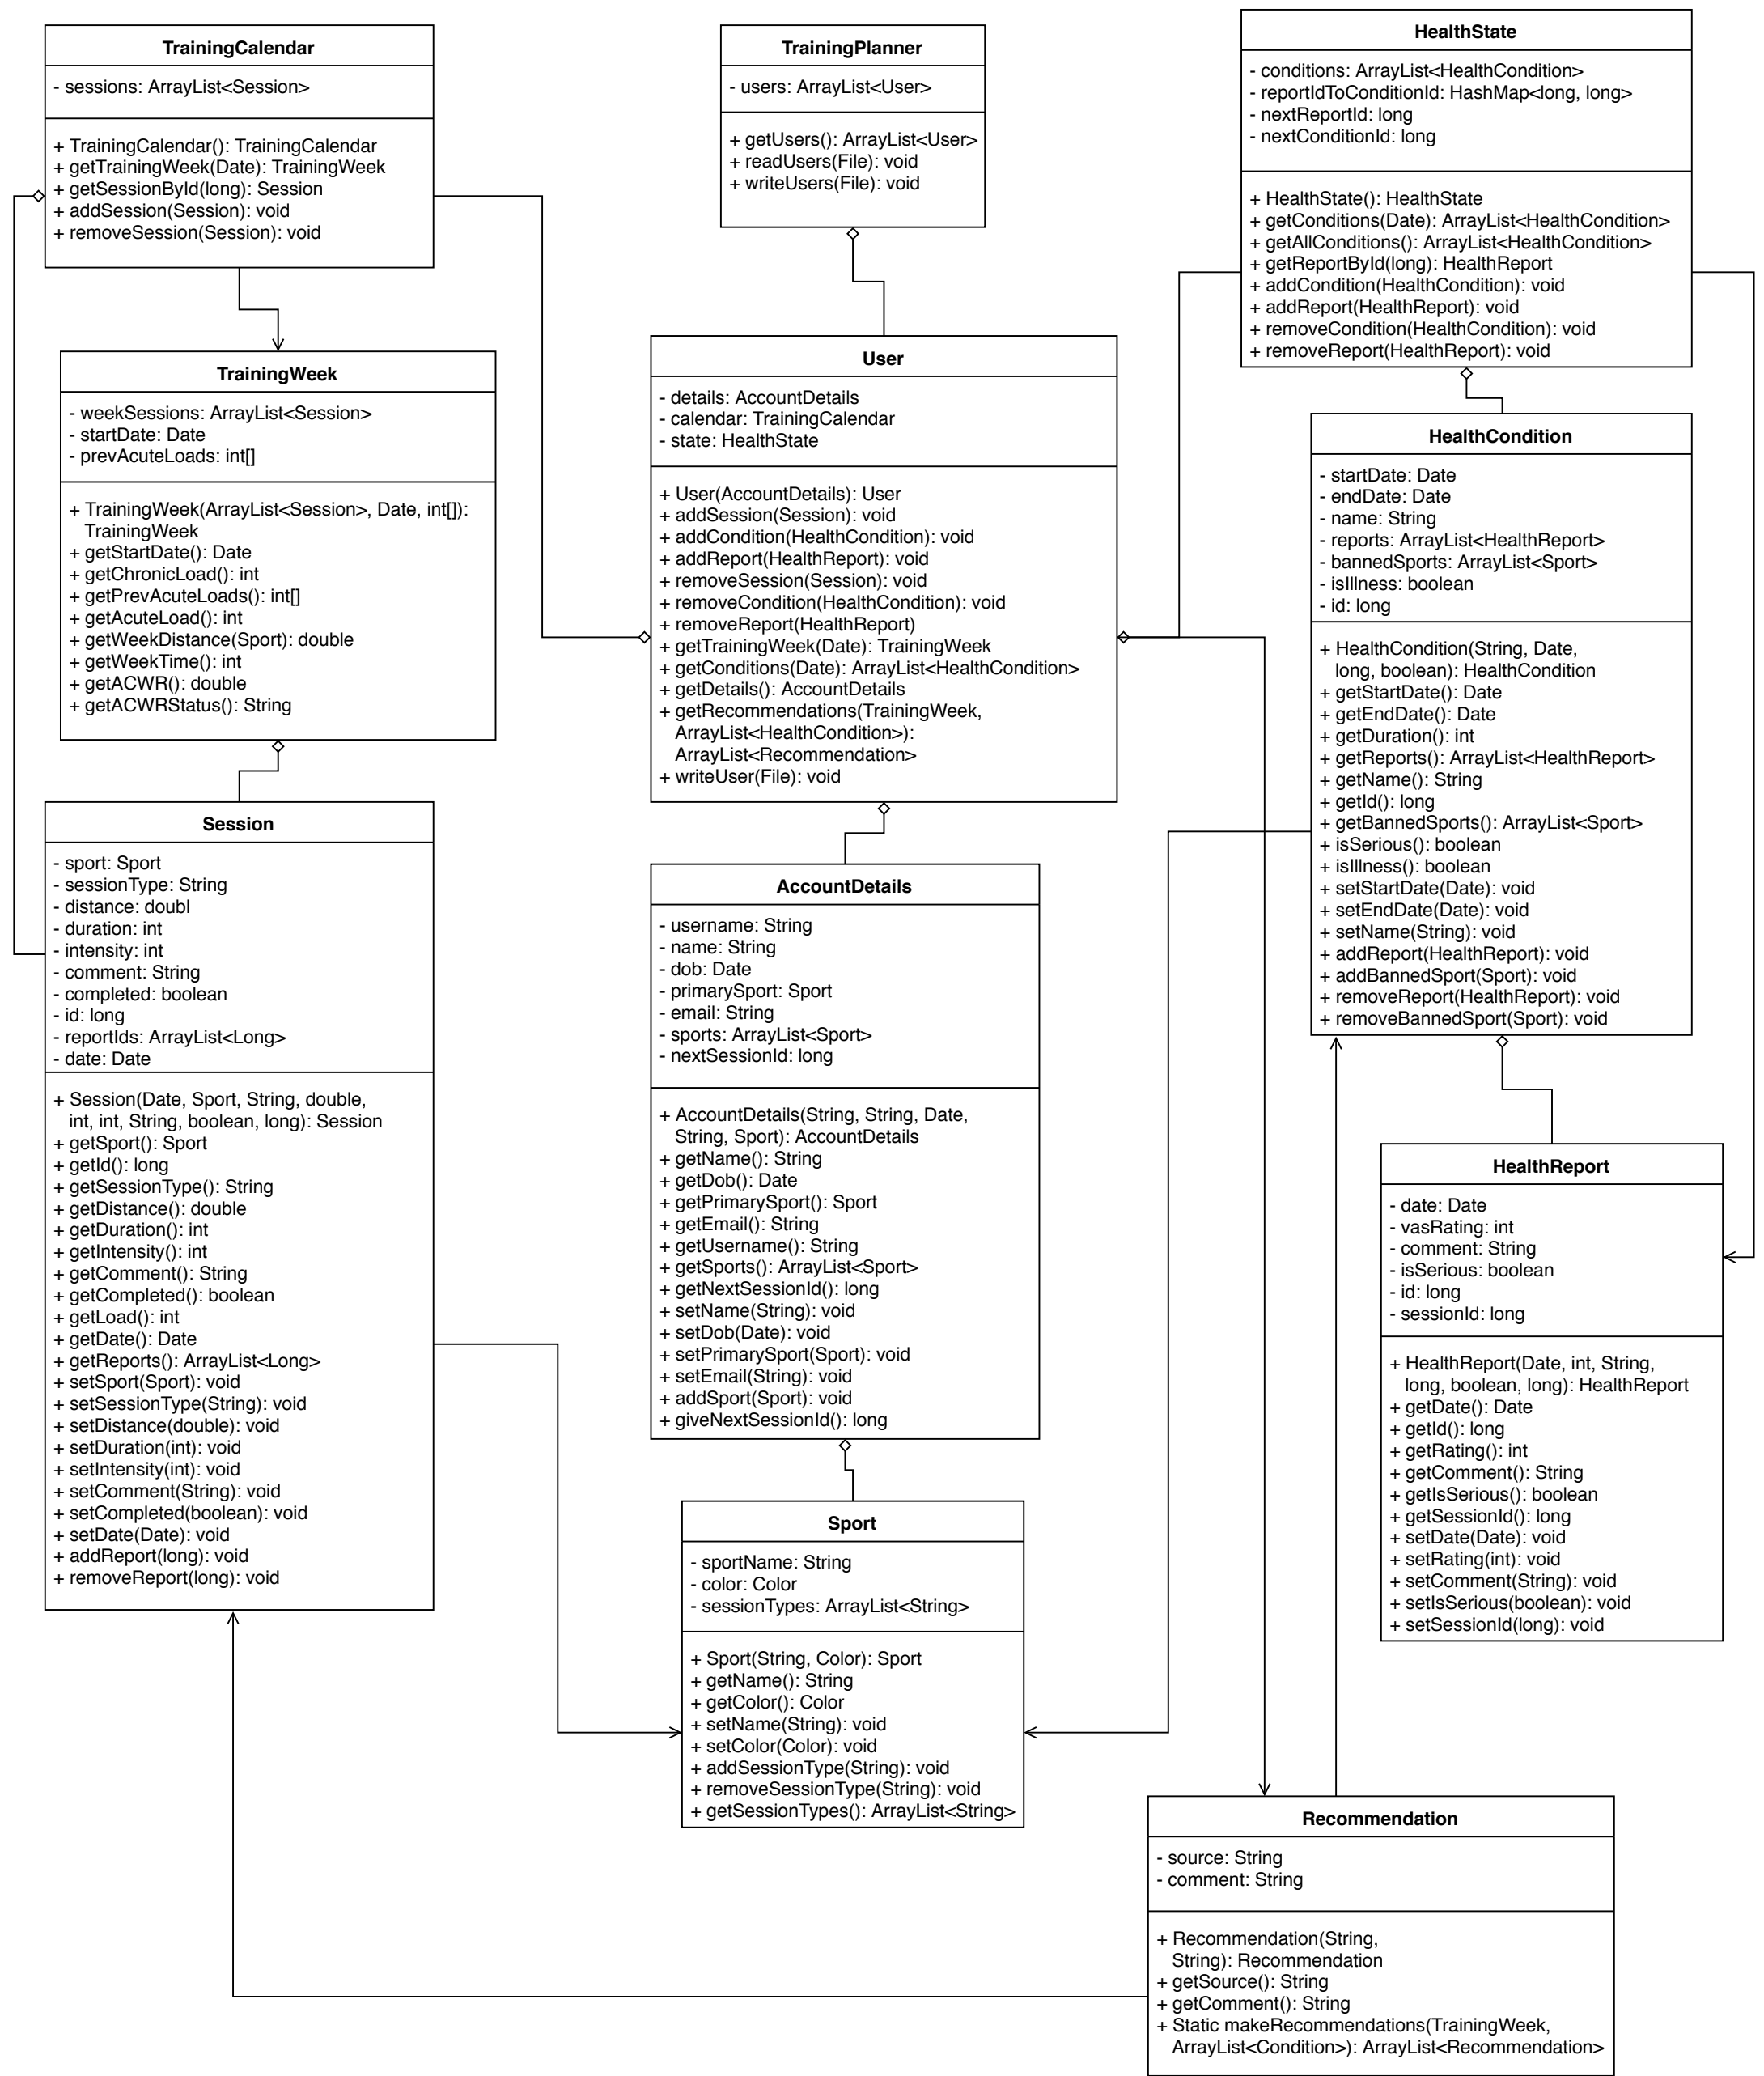 TrainingCalendar
- sessions: ArrayList<Session>
+ TrainingCalendar(): TrainingCalendar
+ getTrainingWeek(Date): TrainingWeek
+ getSessionById(long): Session
+ addSession(Session): void
+ removeSession(Session): void
TrainingPlanner
- users: ArrayList<User>
+ getUsers(): ArrayList<User>
+ readUsers(File): void
+ writeUsers(File): void
HealthState
- conditions: ArrayList<HealthCondition>
- reportIdToConditionId: HashMap<long, long>
- nextReportId: long
- nextConditionId: long
+ HealthState(): HealthState
+ getConditions(Date): ArrayList<HealthCondition>
+ getAllConditions(): ArrayList<HealthCondition>
+ getReportById(long): HealthReport
+ addCondition(HealthCondition): void
+ addReport(HealthReport): void
+ removeCondition(HealthCondition): void
+ removeReport(HealthReport): void
TrainingWeek
- weekSessions: ArrayList<Session>
- startDate: Date
- prevAcuteLoads: int[]
+ TrainingWeek(ArrayList<Session>, Date, int[]):
TrainingWeek
+ getStartDate(): Date
+ getChronicLoad(): int
+ getPrevAcuteLoads(): int[]
+ getAcuteLoad(): int
+ getWeekDistance(Sport): double
+ getWeekTime(): int
+ getACWR(): double
+ getACWRStatus(): String
User
- details: AccountDetails
- calendar: TrainingCalendar
- state: HealthState
+ User(AccountDetails): User
+ addSession(Session): void
+ addCondition(HealthCondition): void
+ addReport(HealthReport): void
+ removeSession(Session): void
+ removeCondition(HealthCondition): void
+ removeReport(HealthReport)
+ getTrainingWeek(Date): TrainingWeek
+ getConditions(Date): ArrayList<HealthCondition>
+ getDetails(): AccountDetails
+ getRecommendations(TrainingWeek,
ArrayList<HealthCondition>):
ArrayList<Recommendation>
+ writeUser(File): void
HealthCondition
- startDate: Date
- endDate: Date
- name: String
- reports: ArrayList<HealthReport>
- bannedSports: ArrayList<Sport>
- isIllness: boolean
- id: long
+ HealthCondition(String, Date,
long, boolean): HealthCondition
+ getStartDate(): Date
+ getEndDate(): Date
+ getDuration(): int
+ getReports(): ArrayList<HealthReport>
+ getName(): String
+ getId(): long
+ getBannedSports(): ArrayList<Sport>
+ isSerious(): boolean
+ isIllness(): boolean
+ setStartDate(Date): void
+ setEndDate(Date): void
+ setName(String): void
+ addReport(HealthReport): void
+ addBannedSport(Sport): void
+ removeReport(HealthReport): void
+ removeBannedSport(Sport): void
Session
- sport: Sport
- sessionType: String
- distance: doubl
- duration: int
- intensity: int
- comment: String
- completed: boolean
- id: long
- reportIds: ArrayList<Long>
- date: Date
+ Session(Date, Sport, String, double,
int, int, String, boolean, long): Session
+ getSport(): Sport
+ getId(): long
+ getSessionType(): String
+ getDistance(): double
+ getDuration(): int
+ getIntensity(): int
+ getComment(): String
+ getCompleted(): boolean
+ getLoad(): int
+ getDate(): Date
+ getReports(): ArrayList<Long>
+ setSport(Sport): void
+ setSessionType(String): void
+ setDistance(double): void
+ setDuration(int): void
+ setIntensity(int): void
+ setComment(String): void
+ setCompleted(boolean): void
+ setDate(Date): void
+ addReport(long): void
+ removeReport(long): void
AccountDetails
- username: String
- name: String
- dob: Date
- primarySport: Sport
- email: String
- sports: ArrayList<Sport>
- nextSessionId: long
+ AccountDetails(String, String, Date,
String, Sport): AccountDetails
+ getName(): String
+ getDob(): Date
+ getPrimarySport(): Sport
+ getEmail(): String
+ getUsername(): String
+ getSports(): ArrayList<Sport>
+ getNextSessionId(): long
+ setName(String): void
+ setDob(Date): void
+ setPrimarySport(Sport): void
+ setEmail(String): void
+ addSport(Sport): void
+ giveNextSessionId(): long
HealthReport
- date: Date
- vasRating: int
- comment: String
- isSerious: boolean
- id: long
- sessionId: long
+ HealthReport(Date, int, String,
long, boolean, long): HealthReport
+ getDate(): Date
+ getId(): long
+ getRating(): int
+ getComment(): String
+ getIsSerious(): boolean
+ getSessionId(): long
+ setDate(Date): void
+ setRating(int): void
+ setComment(String): void
+ setIsSerious(boolean): void
+ setSessionId(long): void
Sport
- sportName: String
- color: Color
- sessionTypes: ArrayList<String>
+ Sport(String, Color): Sport
+ getName(): String
+ getColor(): Color
+ setName(String): void
+ setColor(Color): void
+ addSessionType(String): void
+ removeSessionType(String): void
+ getSessionTypes(): ArrayList<String>
Recommendation
- source: String
- comment: String
+ Recommendation(String,
String): Recommendation
+ getSource(): String
+ getComment(): String
+ Static makeRecommendations(TrainingWeek,
ArrayList<Condition>): ArrayList<Recommendation>